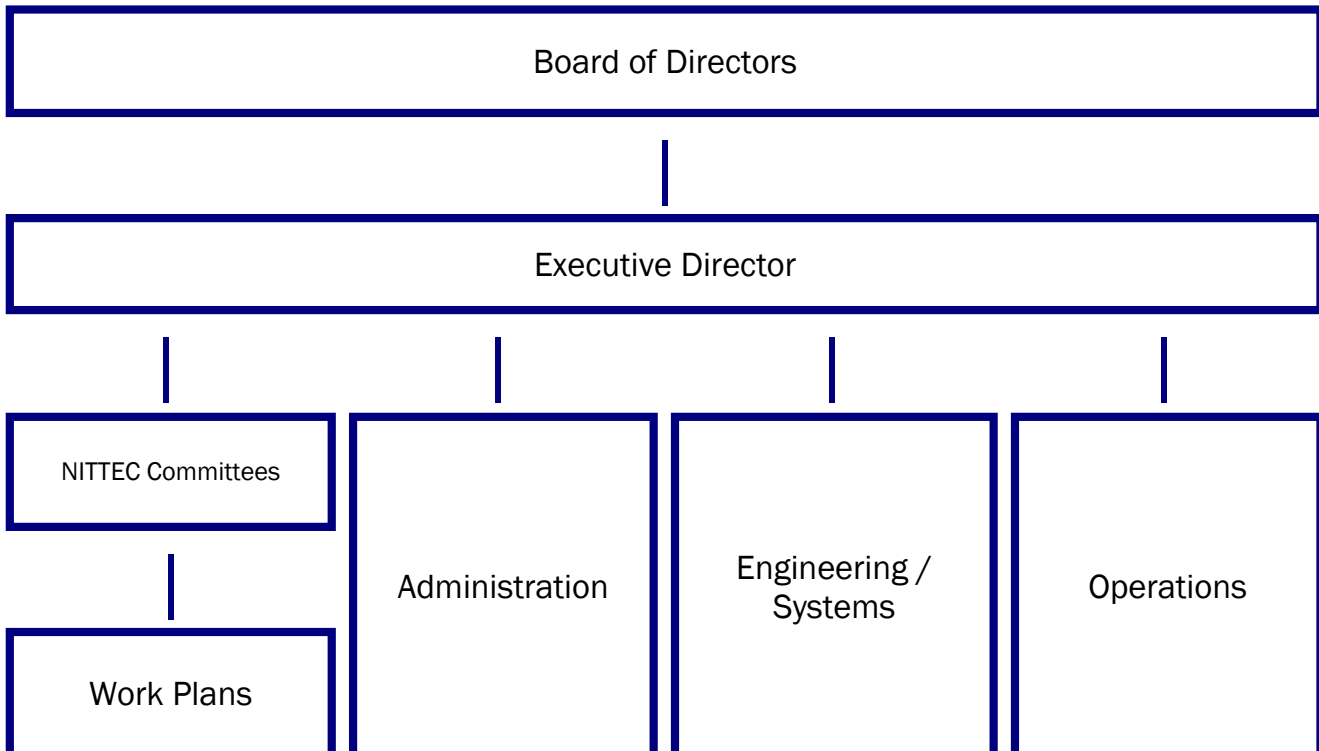 Board of Directors
Executive Director
NITTEC Committees
Administration
Engineering /
Systems
Operations
Work Plans